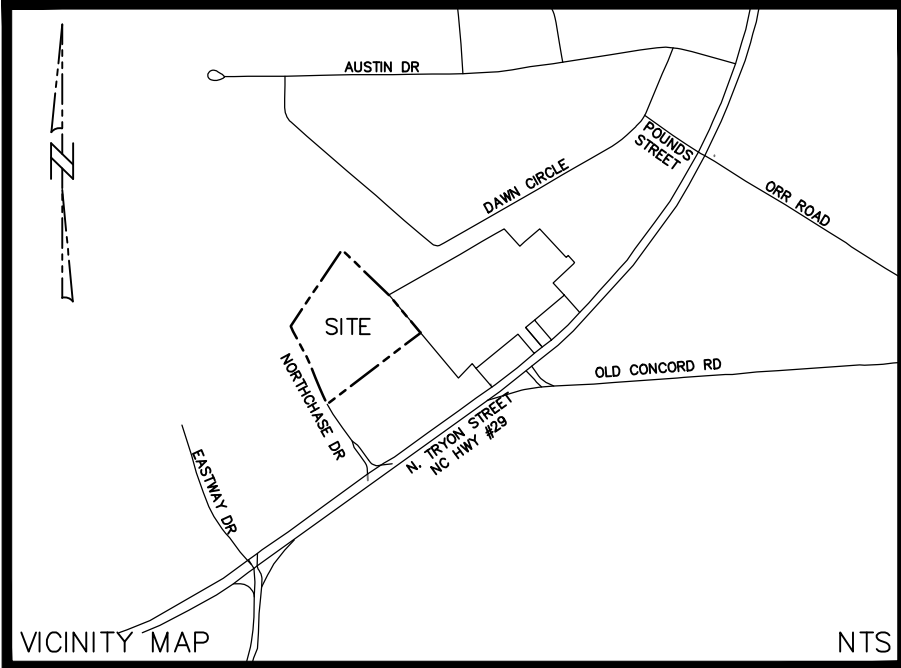 AUSTIN DR
POUNDS
STREET
DAWN CIRCLE
ORR ROAD
N
SITE
NORTHCHASE DR
OLD CONCORD RD
N. TRYON STREET
NC HWY #29
EASTWAY DR
VICINITY MAP
NTS